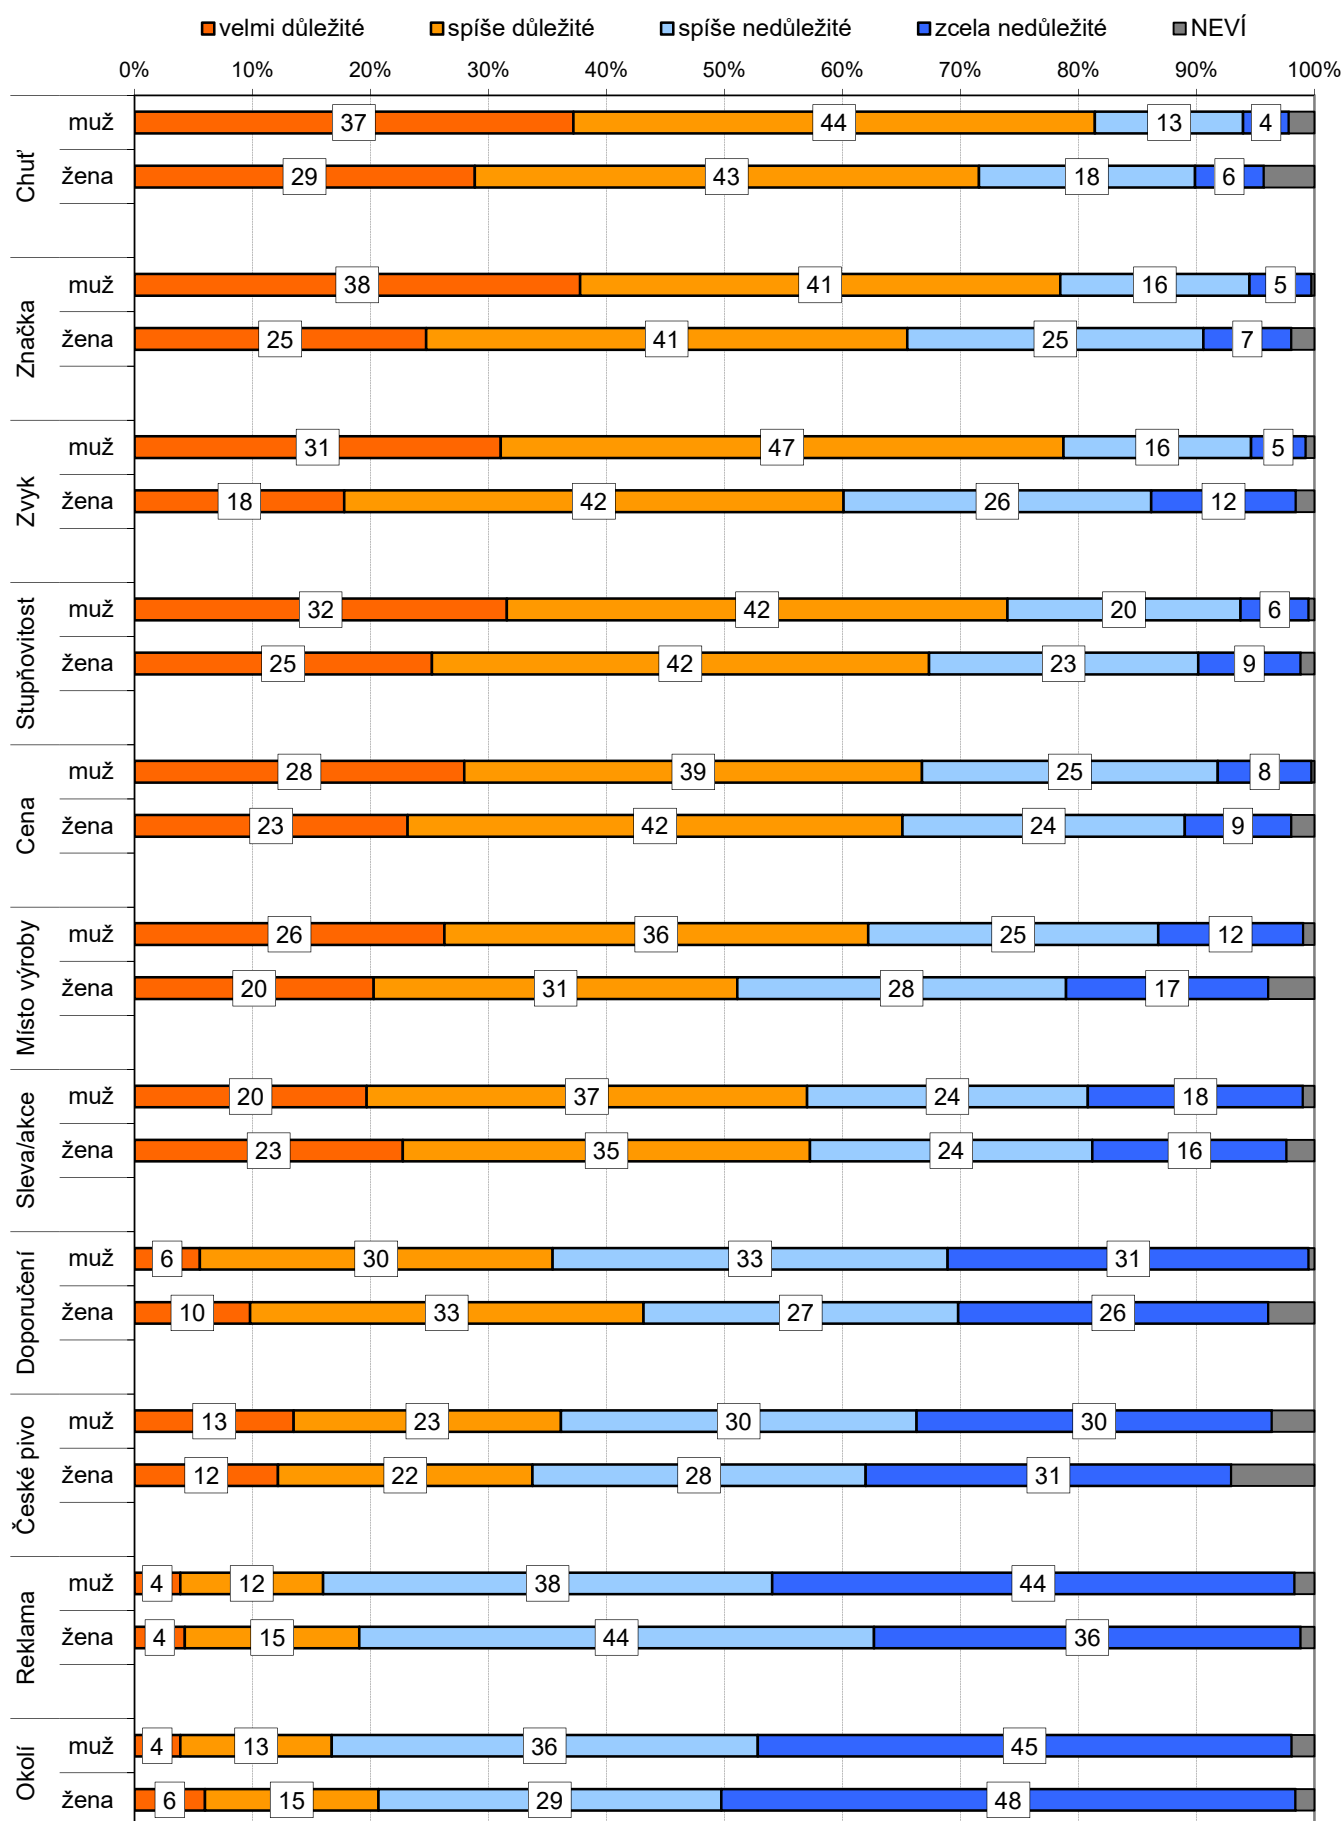 velmi důležité spíše důležité spíše nedůležité zcela nedůležité NEVÍ
0% 10% 20% 30% 40% 50% 60% 70% 80% 90% 100%
Chuť
muž 37 44 13 4
žena 29 43 18 6
Značka
muž 38 41 16 5
žena 25 41 25 7
Zvyk
muž 31 47 16 5
žena 18 42 26 12
Stupňovitost
muž 32 42 20 6
žena 25 42 23 9
Cena
muž 28 39 25 8
žena 23 42 24 9
Místo výroby
muž 26 36 25 12
žena 20 31 28 17
Sleva/akce
muž 20 37 24 18
žena 23 35 24 16
Doporučení
muž 6 30 33 31
žena 10 33 27 26
České pivo
muž 13 23 30 30
žena 12 22 28 31
Reklama
muž 4 12 38 44
žena 4 15 44 36
Okolí
muž 4 13 36 45
žena 6 15 29 48